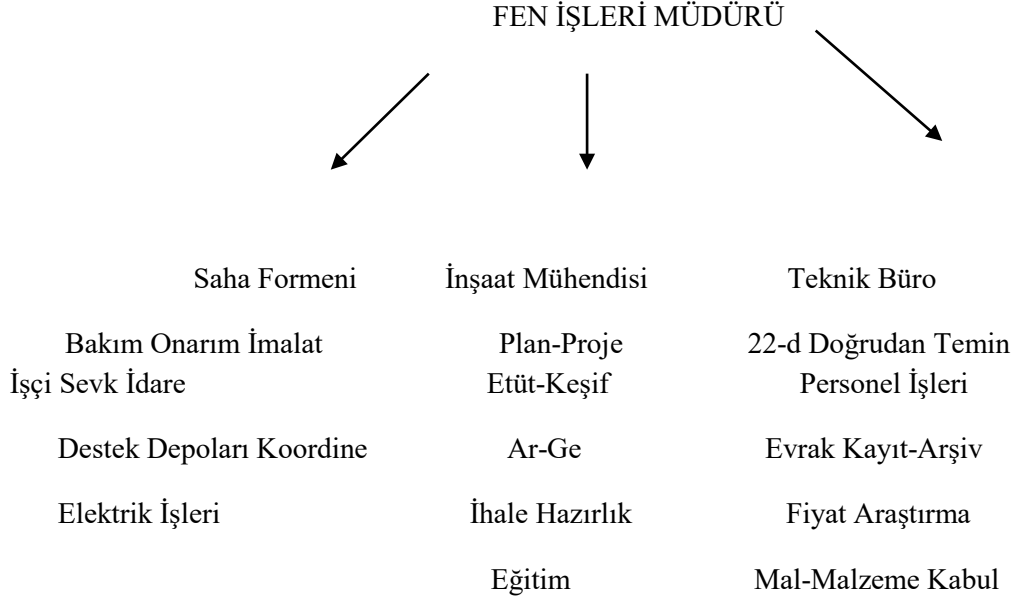 FEN İŞLERİ MÜDÜRÜ
Saha Formeni İnşaat Mühendisi Teknik Büro
Bakım Onarım İmalat Plan-Proje 22-d Doğrudan Temin
İşçi Sevk İdare Etüt-Keşif Personel İşleri
Destek Depoları Koordine Ar-Ge Evrak Kayıt-Arşiv
Elektrik İşleri İhale Hazırlık Fiyat Araştırma
Eğitim Mal-Malzeme Kabul